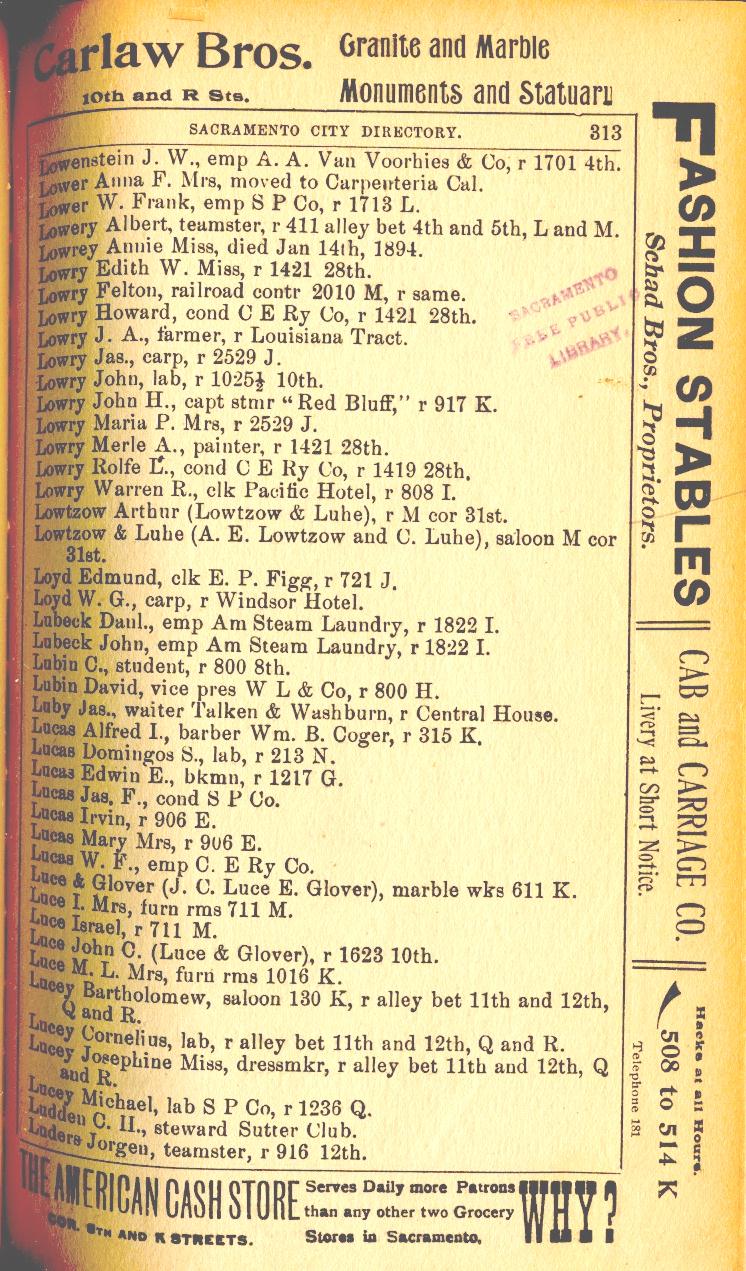 Carlaw Bros. Granite and Marble
10th and R Sts. Monuments and Statuary
SACRAMENTO CITY DIRECTORY. 313
Lowenstein J. W., emp A. A. Van Voorhies & Co, r 1701 4th.
Lower Anna F. Mrs, moved to Carpenteria Cal.
Lower W. Frank, emp S P Co, r 1713 L.
Lowery Albert, teamster, r 411 alley bet 4th and 5th, L and M.
Lowrey Annie Miss, died Jan 14th, 1894.
Lowry Edith W. Miss, r 1421 28th.
Lowry Felton, railroad contr 2010 M, r same.
Lowry Howard, cond C E Ry Co, r 1421 28th.
Lowry J. A., farmer, r Louisiana Tract.
Lowry Jas., carp, r 2529 J.
Lowry John, lab, r 1025½ 10th.
Lowry John H., capt stmr "Red Bluff," r 917 K.
Lowry Maria P. Mrs, r 2529 J.
Lowry Merle A., painter, r 1421 28th.
Lowry Rolfe L., cond C E Ry Co, r 1419 28th.
Lowry Warren R., clk Pacific Hotel, r 808 I.
Lowtzow Arthur (Lowtzow & Luhe), r M cor 31st.
Lowtzow & Luhe (A. E. Lowtzow and C. Luhe), saloon M cor
31st.
Loyd Edmund, clk E. P. Figg, r 721 J.
Loyd W. G., carp, r Windsor Hotel.
Lubeck Danl., emp Am Steam Laundry, r 1822 I.
Lubeck John, emp Am Steam Laundry, r 1822 I.
Lubin C., student, r 800 8th.
Lubin David, vice pres W L & Co, r 800 H.
Luby Jas., waiter Talken & Washburn, r Central House.
Lucas Alfred I., barber Wm. B. Coger, r 315 K.
Lucas Domingos S., lab, r 213 N.
Lucas Edwin E., bkmn, r 1217 G.
Lucas Jas. F., cond S P Co.
Lucas Irvin, r 906 E.
Lucas Mary Mrs, r 906 E.
Lucas W. F., emp C. E Ry Co.
Luce & Glover (J. C. Luce E. Glover), marble wks 611 K.
Luce I. Mrs, furn rms 711 M.
Luce Israel, r 711 M.
Luce John C. (Luce & Glover), r 1623 10th.
Luce M. L. Mrs, furn rms 1016 K.
Lucey Bartholomew, saloon 130 K, r alley bet 11th and 12th,
Q and R.
Lucey Cornelius, lab, r alley bet 11th and 12th, Q and R.
Lucey Josephine Miss, dressmkr, r alley bet 11th and 12th, Q
and R.
Lucey Michael, lab S P Co, r 1236 Q.
Ludden C. H., steward Sutter Club.
Luders Jorgen, teamster, r 916 12th.
SACRAMENTO
FREE PUBLIC
LIBRARY.
FASHION STABLES
Schad Bros., Proprietors.
CAB and CARRIAGE CO.
Livery at Short Notice.
Hacks at all Hours.
508 to 514 K
Telephone 181
THE AMERICAN CASH STORE
COR. 8TH AND K STREETS.
Serves Daily more Patrons
than any other two Grocery
Stores in Sacramento.
WHY?